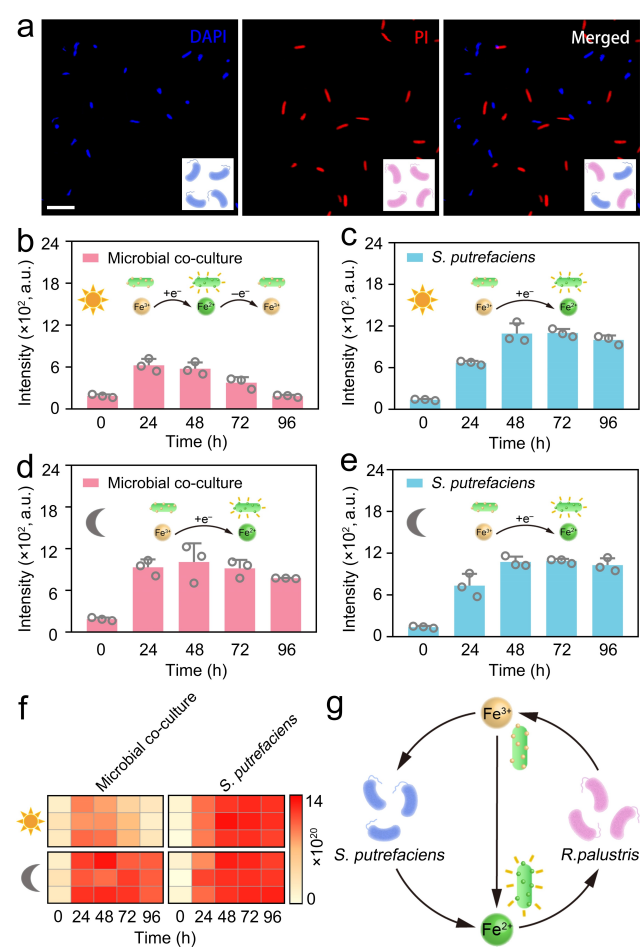 a
DAPI
PI
Merged
b
24
18
12
6
0
Intensity (×10², a.u.)
Microbial co-culture
+e⁻
−e⁻
Fe³⁺
Fe²⁺
Fe³⁺
0 24 48 72 96
Time (h)
c
24
18
12
6
0
Intensity (×10², a.u.)
S. putrefaciens
+e⁻
Fe³⁺
Fe²⁺
0 24 48 72 96
Time (h)
d
24
18
12
6
0
Intensity (×10², a.u.)
Microbial co-culture
+e⁻
Fe³⁺
Fe²⁺
0 24 48 72 96
Time (h)
e
24
18
12
6
0
Intensity (×10², a.u.)
S. putrefaciens
+e⁻
Fe³⁺
Fe²⁺
0 24 48 72 96
Time (h)
f
Microbial co-culture
S. putrefaciens
14
×10²⁰
0
0 24 48 72 96
0 24 48 72 96
Time (h)
g
Fe³⁺
S. putrefaciens
R.palustris
Fe²⁺